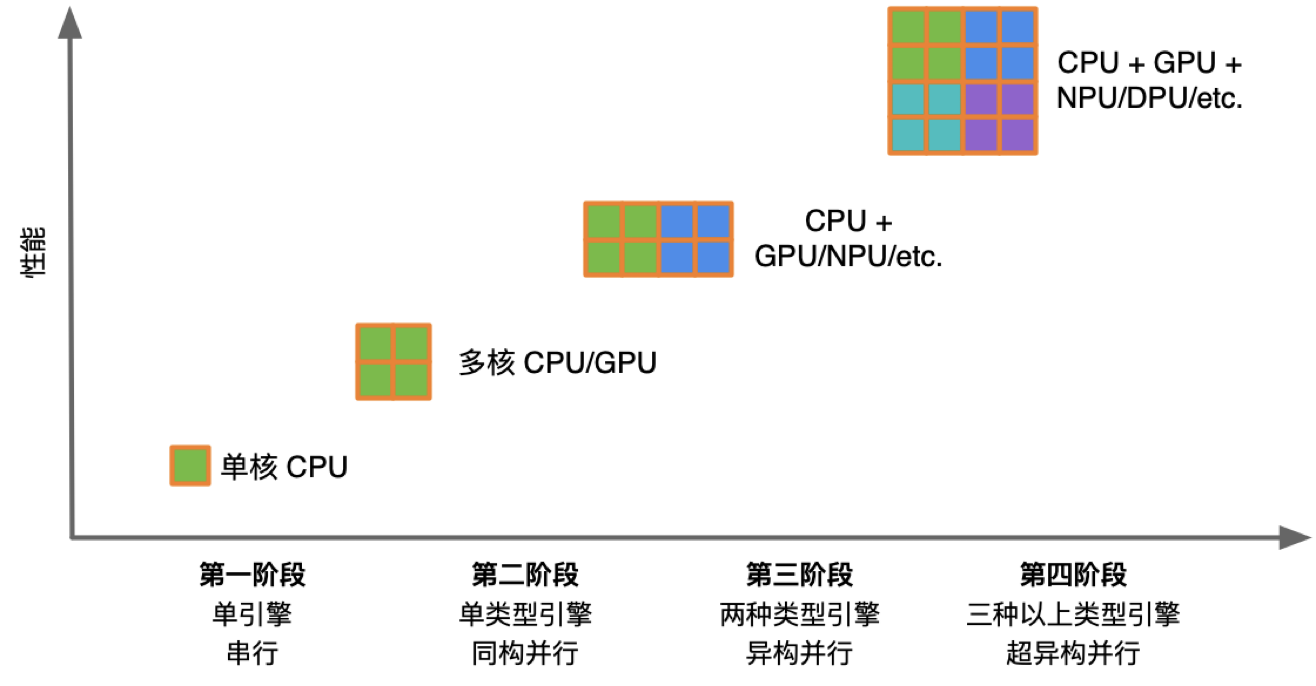 CPU + GPU +
NPU/DPU/etc.
CPU +
GPU/NPU/etc.
性能
多核 CPU/GPU
单核 CPU
第一阶段
单引擎
串行
第二阶段
单类型引擎
同构并行
第三阶段
两种类型引擎
异构并行
第四阶段
三种以上类型引擎
超异构并行